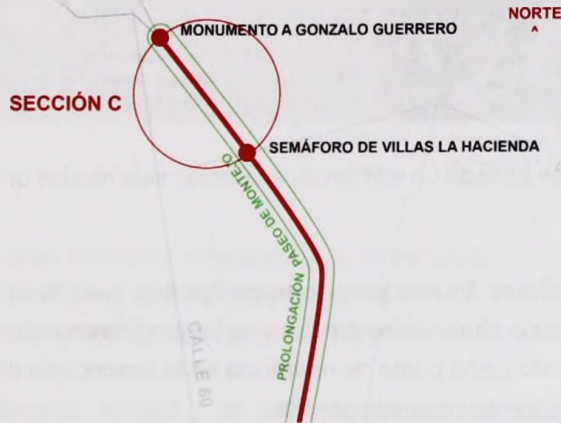 NORTE
^
MONUMENTO A GONZALO GUERRERO
SECCIÓN C
SEMÁFORO DE VILLAS LA HACIENDA
PROLONGACIÓN PASEO DE MONTEJO
CALLE 60